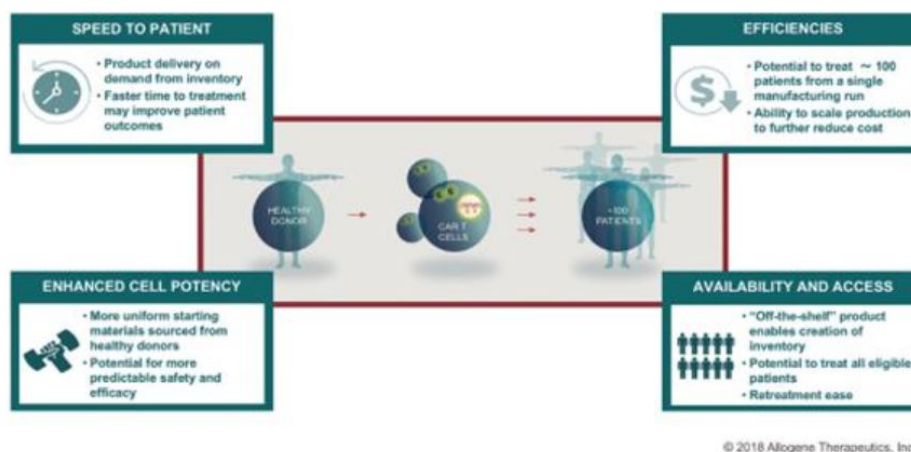 SPEED TO PATIENT
• Product delivery on
demand from inventory
• Faster time to treatment
may improve patient
outcomes
EFFICIENCIES
$
• Potential to treat ~ 100
patients from a single
manufacturing run
• Ability to scale production
to further reduce cost
HEALTHY
DONOR
CAR T
CELLS
~100
PATIENTS
ENHANCED CELL POTENCY
• More uniform starting
materials sourced from
healthy donors
• Potential for more
predictable safety and
efficacy
AVAILABILITY AND ACCESS
• "Off-the-shelf" product
enables creation of
inventory
• Potential to treat all eligible
patients
• Retreatment ease
© 2018 Allogene Therapeutics, Inc